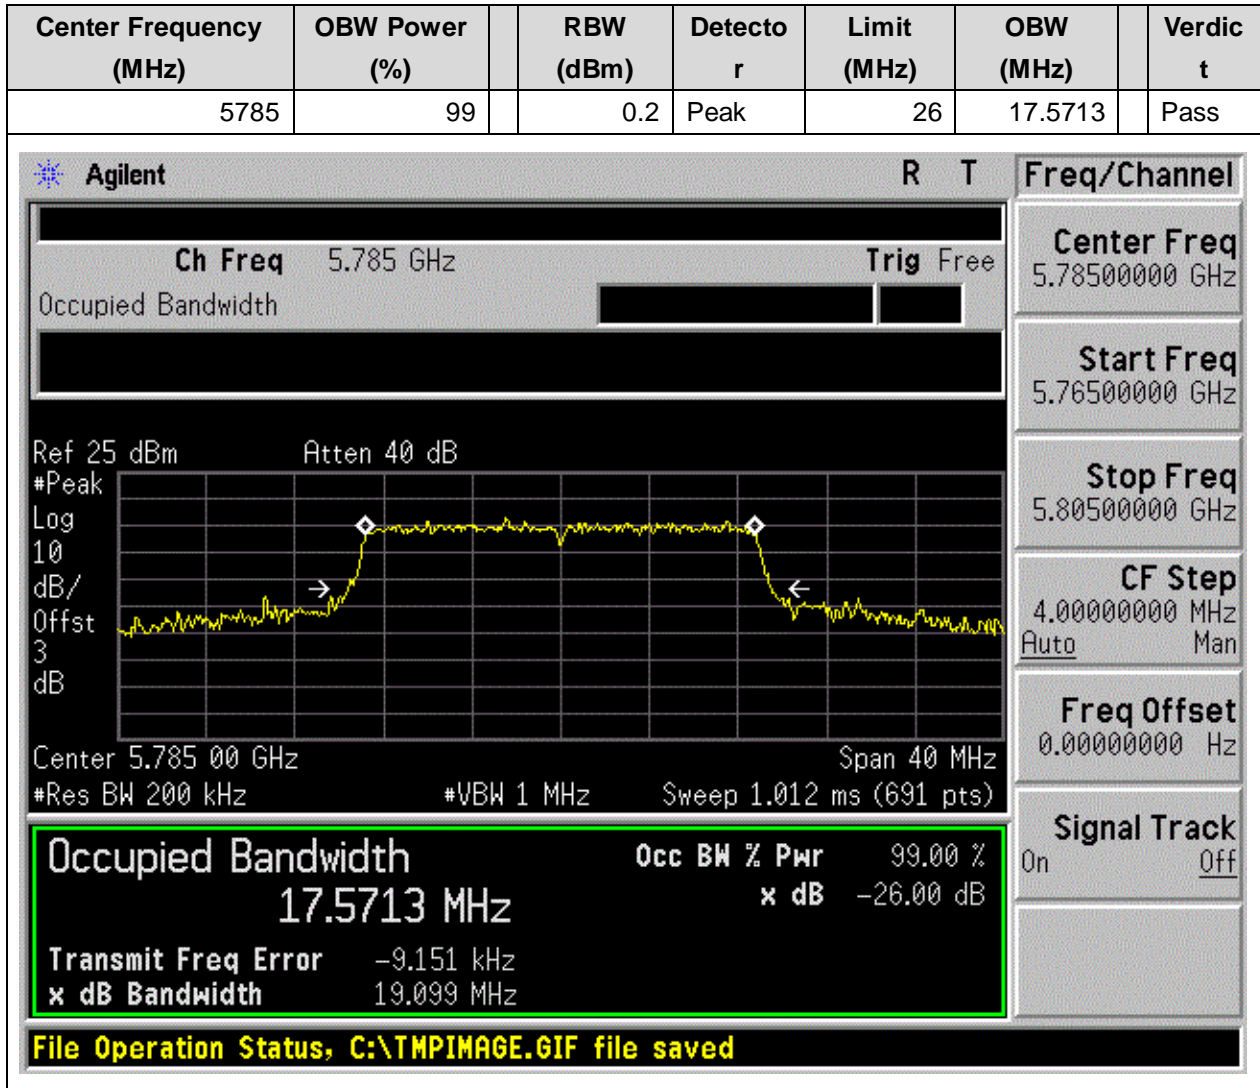 Center Frequency (MHz) OBW Power (%) RBW (dBm) Detector Limit (MHz) OBW (MHz) Verdict
5785 99 0.2 Peak 26 17.5713 Pass
Agilent R T
Ch Freq 5.785 GHz Trig Free
Occupied Bandwidth
Ref 25 dBm Atten 40 dB
#Peak
Log
10
dB/
Offst
3
dB
Center 5.785 00 GHz Span 40 MHz
#Res BW 200 kHz #VBW 1 MHz Sweep 1.012 ms (691 pts)
Occupied Bandwidth Occ BW % Pwr 99.00 %
17.5713 MHz x dB -26.00 dB
Transmit Freq Error -9.151 kHz
x dB Bandwidth 19.099 MHz
File Operation Status, C:\TMPIMAGE.GIF file saved
Freq/Channel
Center Freq
5.78500000 GHz
Start Freq
5.76500000 GHz
Stop Freq
5.80500000 GHz
CF Step
4.00000000 MHz
Auto Man
Freq Offset
0.00000000 Hz
Signal Track
On Off